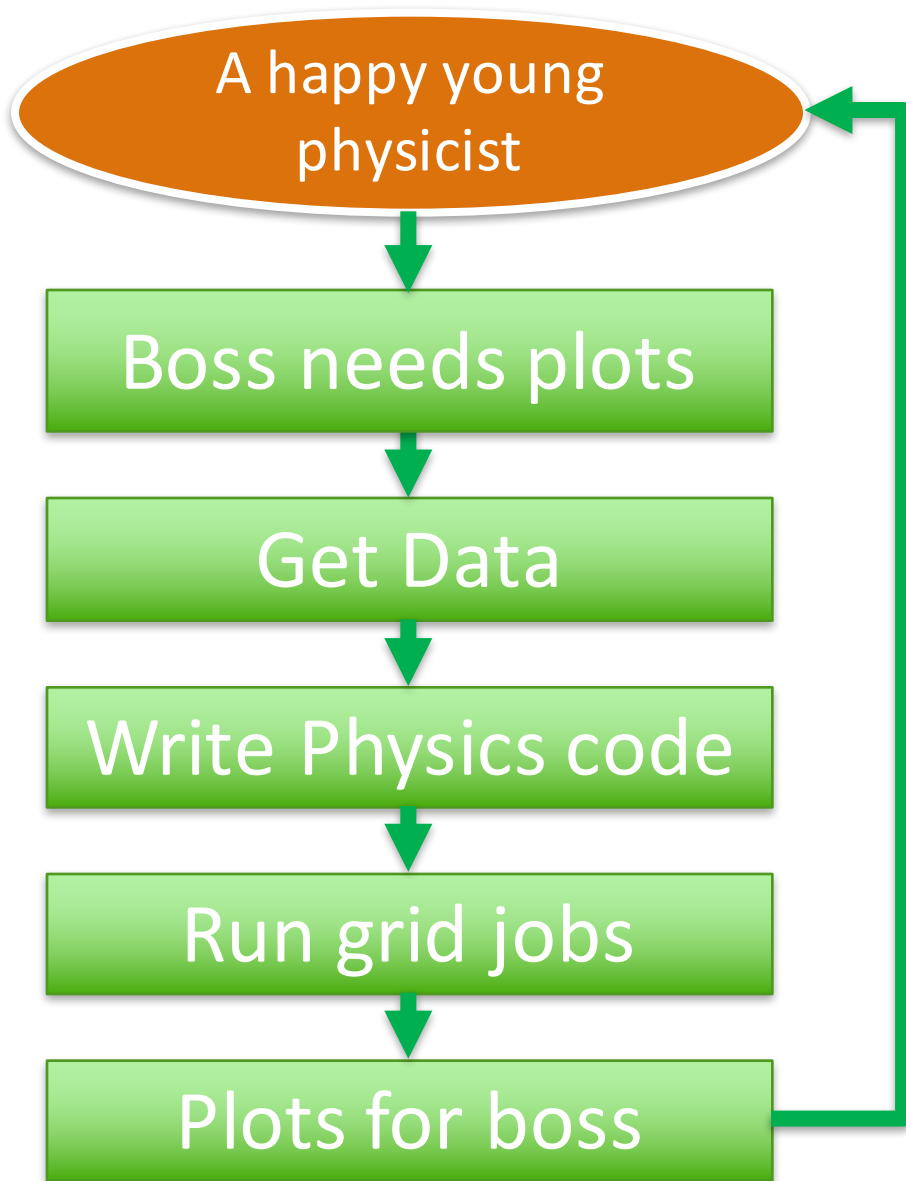 A happy young
physicist
Boss needs plots
Get Data
Write Physics code
Run grid jobs
Plots for boss